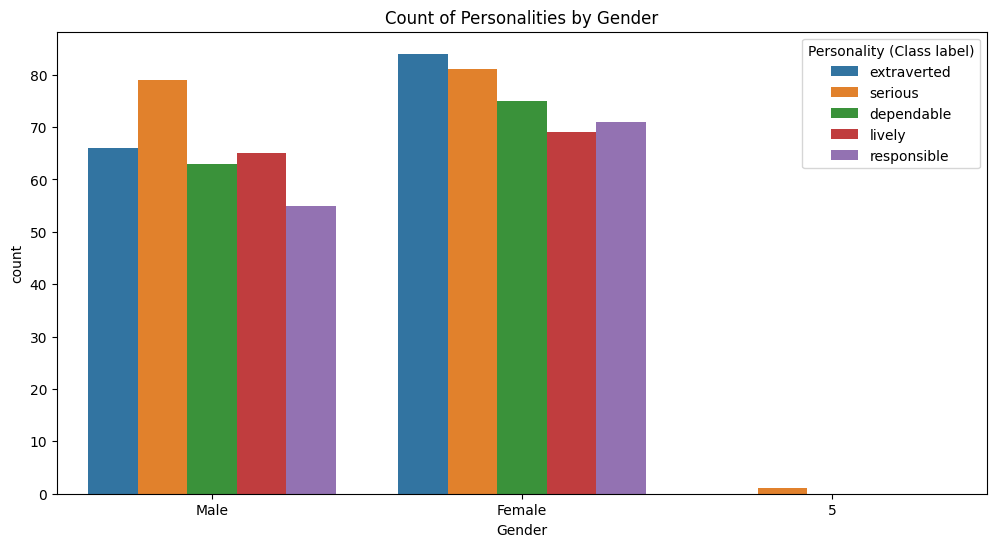 Count of Personalities by Gender
Personality (Class label)
extraverted
serious
dependable
lively
responsible
count
80
70
60
50
40
30
20
10
0
Male Female 5
Gender